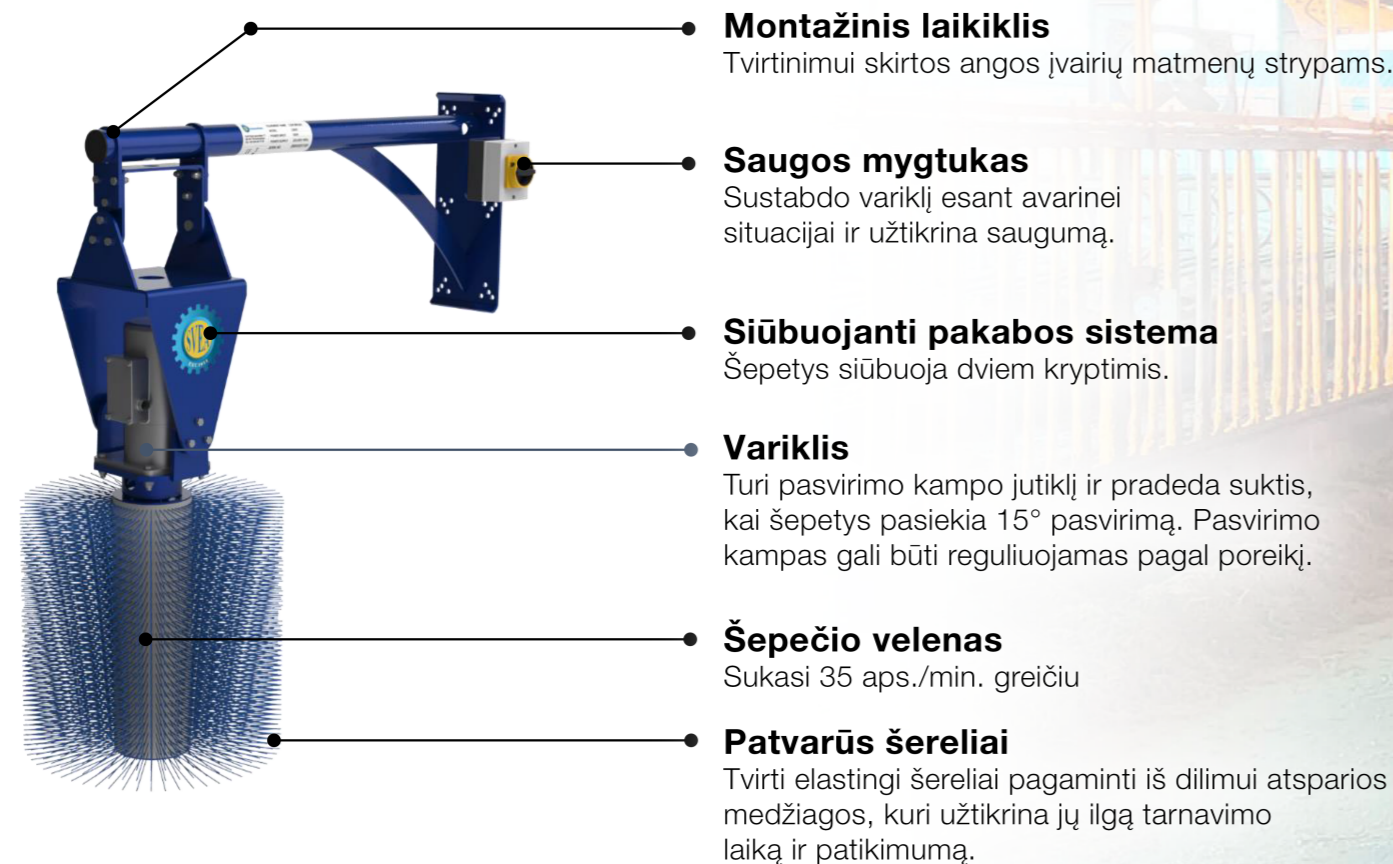 Montažinis laikiklis
Tvirtinimui skirtos angos įvairių matmenų strypams.
Saugos mygtukas
Sustabdo variklį esant avarinei
situacijai ir užtikrina saugumą.
Siūbuojanti pakabos sistema
Šepetys siūbuoja dviem kryptimis.
Variklis
Turi pasvirimo kampo jutiklį ir pradeda suktis,
kai šepetys pasiekia 15° pasvirimą. Pasvirimo
kampas gali būti reguliuojamas pagal poreikį.
Šepečio velenas
Sukasi 35 aps./min. greičiu
Patvarūs šereliai
Tvirti elastingi šereliai pagaminti iš dilimui atsparios
medžiagos, kuri užtikrina jų ilgą tarnavimo
laiką ir patikimumą.